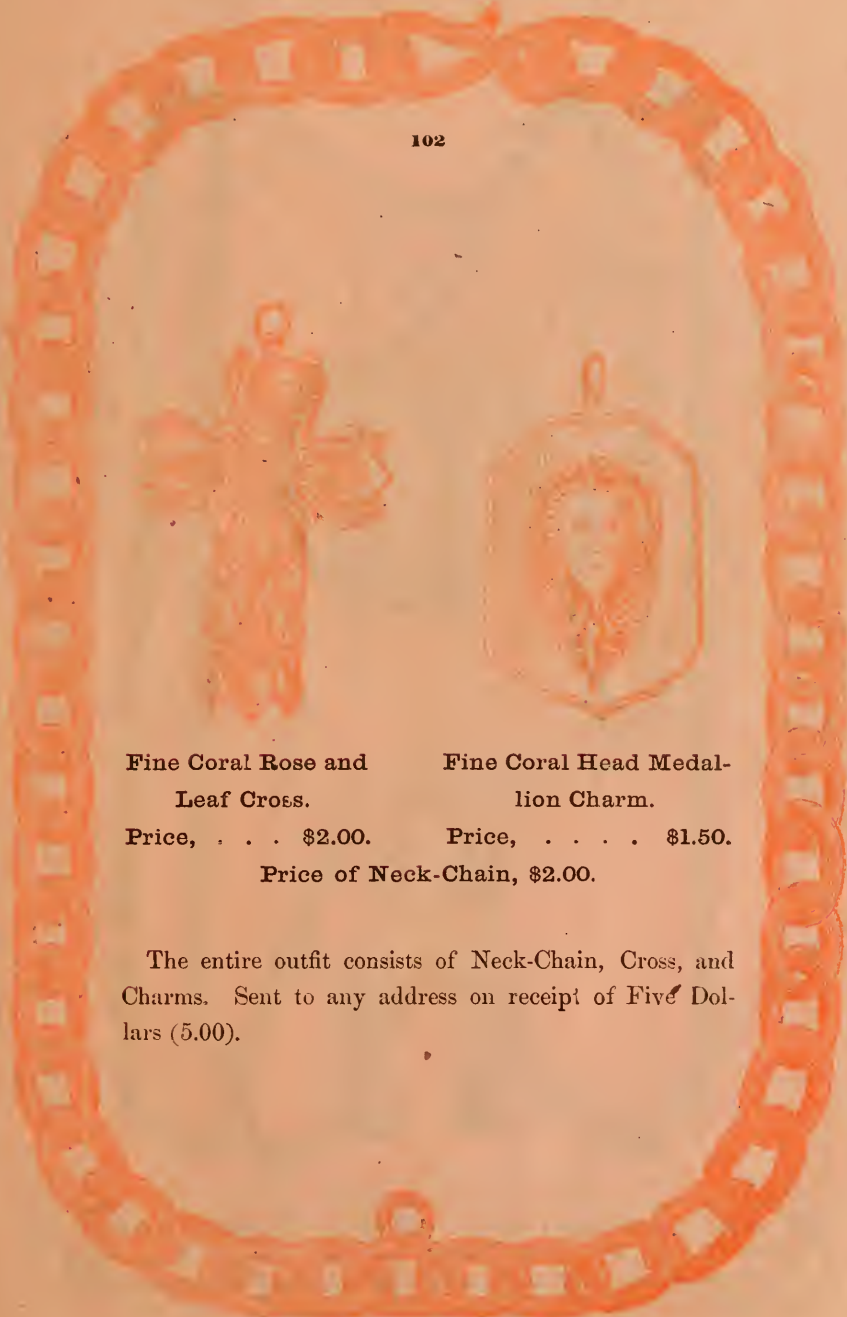 102
Fine Coral Rose and
Leaf Cross.
Price, . . . $2.00.
Fine Coral Head Medal-
lion Charm.
Price, . . . . $1.50.
Price of Neck-Chain, $2.00.
The entire outfit consists of Neck-Chain, Cross, and
Charms. Sent to any address on receipt of Five Dol-
lars (5.00).